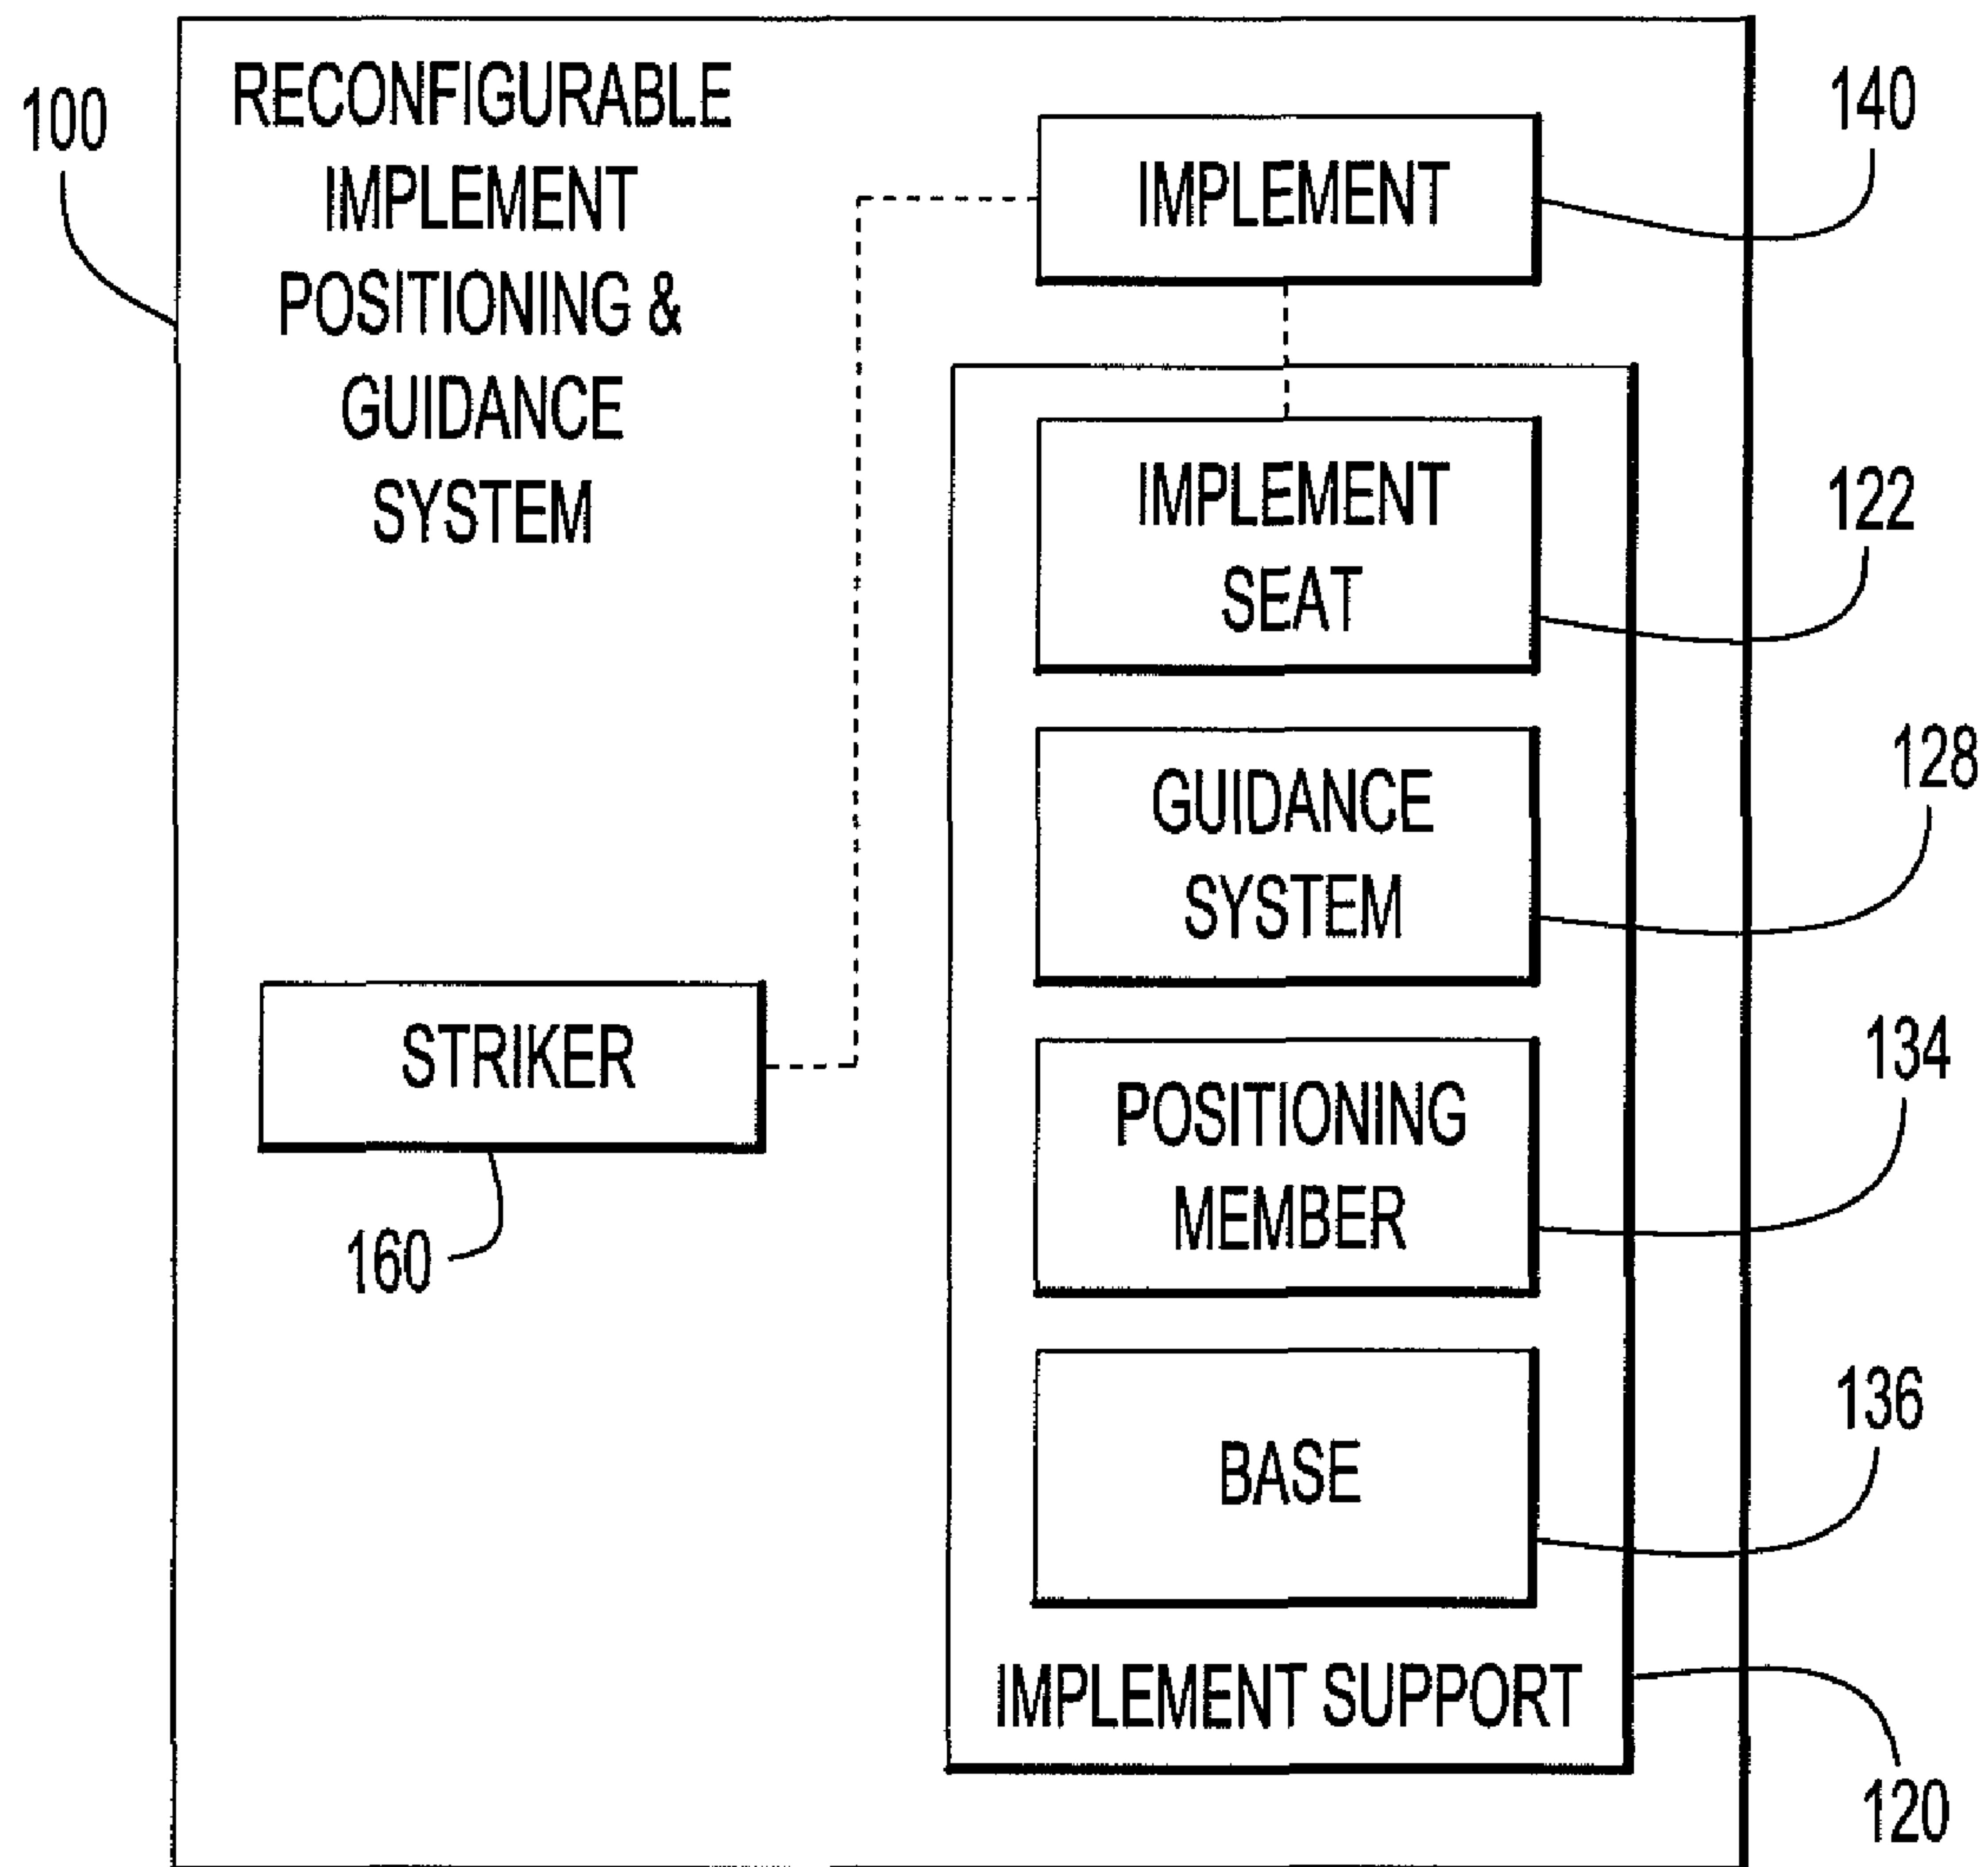 100
RECONFIGURABLE
IMPLEMENT
POSITIONING &
GUIDANCE
SYSTEM
IMPLEMENT
140
IMPLEMENT
SEAT
122
GUIDANCE
SYSTEM
128
STRIKER
160
POSITIONING
MEMBER
134
BASE
136
IMPLEMENT SUPPORT
120